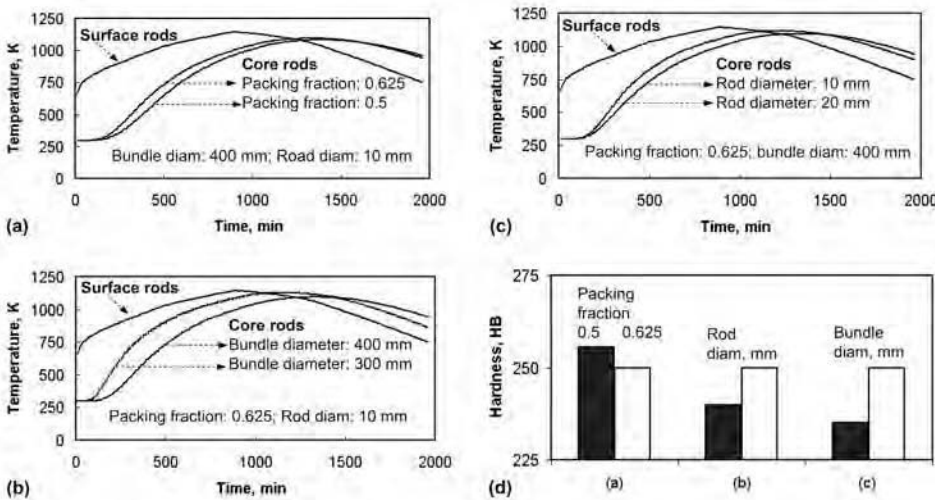 1250
1000
750
500
250
0
Temperature, K
Surface rods
Core rods
Packing fraction: 0.625
Packing fraction: 0.5
Bundle diam: 400 mm; Road diam: 10 mm
0 500 1000 1500 2000
Time, min
(a)
1250
1000
750
500
250
0
Temperature, K
Surface rods
Core rods
Rod diameter: 10 mm
Rod diameter: 20 mm
Packing fraction: 0.625; bundle diam: 400 mm
0 500 1000 1500 2000
Time, min
(c)
1250
1000
750
500
250
0
Temperature, K
Surface rods
Core rods
Bundle diameter: 400 mm
Bundle diameter: 300 mm
Packing fraction: 0.625; Rod diam: 10 mm
0 500 1000 1500 2000
Time, min
(b)
275
250
225
Hardness, HB
Packing
fraction
0.5 0.625
Rod
diam, mm
Bundle
diam, mm
(a) (b) (c)
(d)